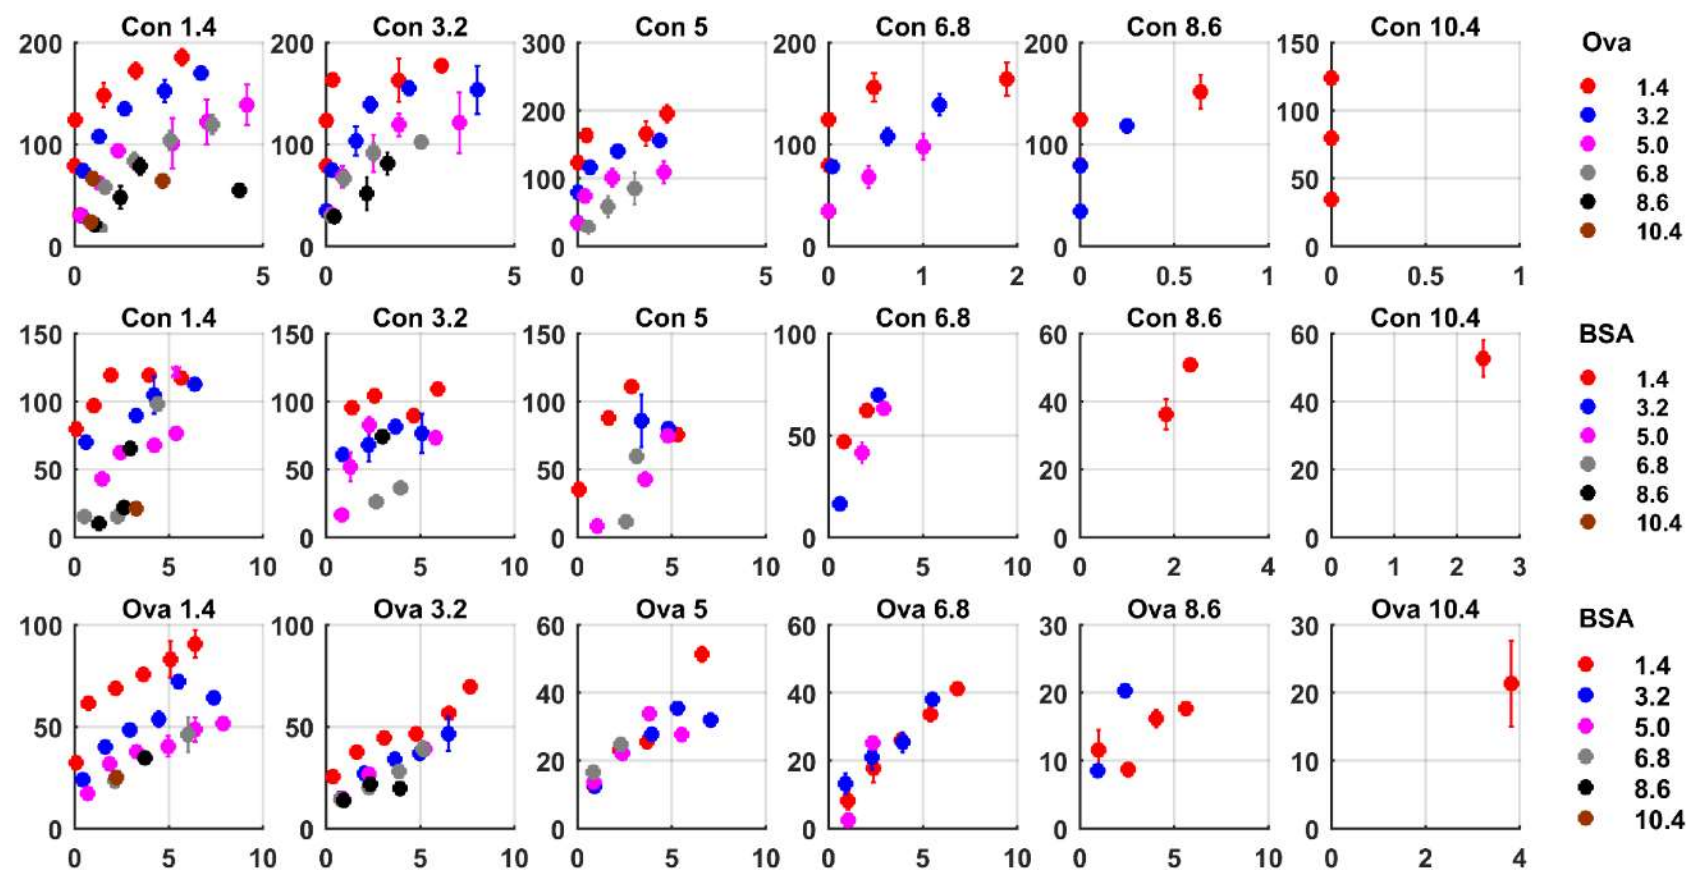 Con 1.4 Con 3.2 Con 5 Con 6.8 Con 8.6 Con 10.4
200 200 300 200 200 150 Ova
1.4
200 100 3.2
100 100 100 100 5.0
100 50 6.8
8.6
0 0 0 0 0 0 10.4
0 5 0 5 0 5 0 1 2 0 0.5 1 0 0.5 1
Con 1.4 Con 3.2 Con 5 Con 6.8 Con 8.6 Con 10.4
150 150 150 100 60 60 BSA
1.4
100 100 100 40 40 3.2
50 5.0
50 50 50 20 20 6.8
8.6
0 0 0 0 0 0 10.4
0 5 10 0 5 10 0 5 10 0 5 10 0 2 4 0 1 2 3
Ova 1.4 Ova 3.2 Ova 5 Ova 6.8 Ova 8.6 Ova 10.4
100 100 60 60 30 30 BSA
1.4
40 40 20 20 3.2
50 50 5.0
20 20 10 10 6.8
8.6
0 0 0 0 0 0 10.4
0 5 10 0 5 10 0 5 10 0 5 10 0 5 10 0 2 4